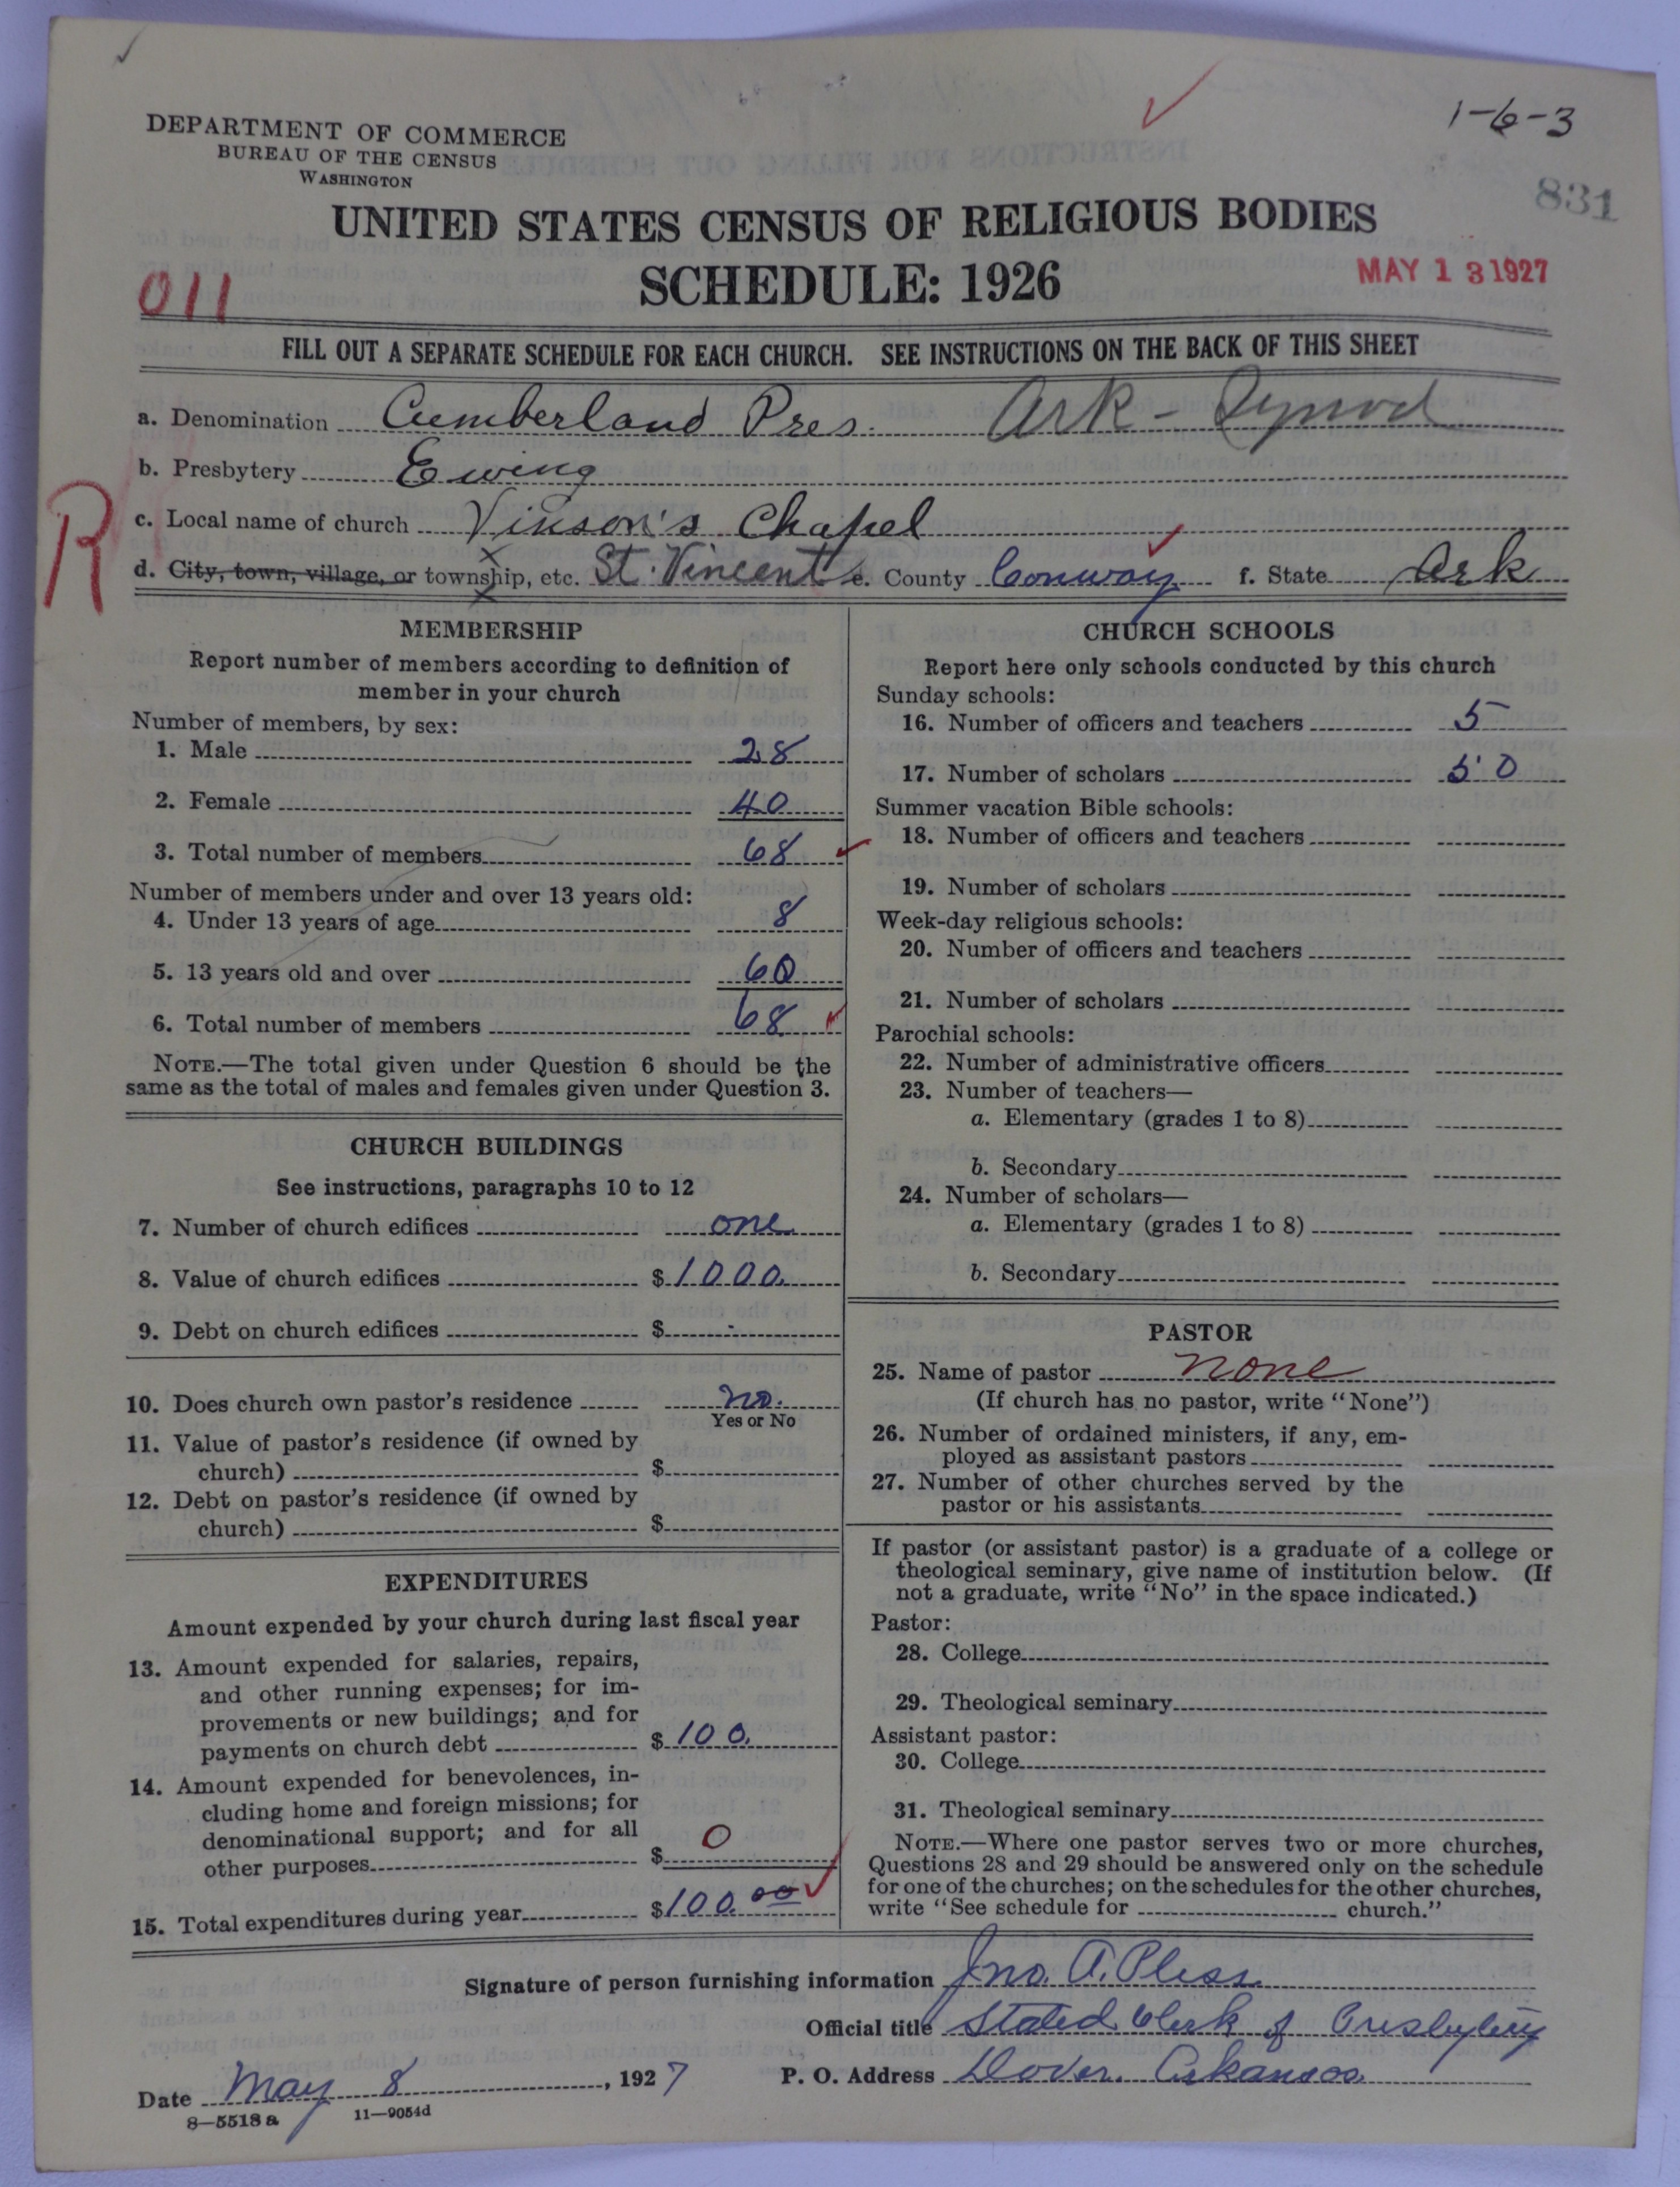 1-6-3
DEPARTMENT OF COMMERCE
BUREAU OF THE CENSUS
WASHINGTON
831
UNITED STATES CENSUS OF RELIGIOUS BODIES
SCHEDULE: 1926
MAY 13 1927
011
FILL OUT A SEPARATE SCHEDULE FOR EACH CHURCH. SEE INSTRUCTIONS ON THE BACK OF THIS SHEET
a. Denomination Cumberland Pres. Ark - Synod
b. Presbytery Ewing
R
c. Local name of church Vinson's Chapel
d. City, town, village, or township, etc. St. Vincent e. County Conway f. State Ark
MEMBERSHIP
Report number of members according to definition of
member in your church
Number of members, by sex:
1. Male 28
2. Female 40
3. Total number of members 68
Number of members under and over 13 years old:
4. Under 13 years of age 8
5. 13 years old and over 60
6. Total number of members 68
NOTE.—The total given under Question 6 should be the
same as the total of males and females given under Question 3.
CHURCH BUILDINGS
See instructions, paragraphs 10 to 12
7. Number of church edifices one
8. Value of church edifices $1000.
9. Debt on church edifices $ -
10. Does church own pastor's residence no.
Yes or No
11. Value of pastor's residence (if owned by
church) $
12. Debt on pastor's residence (if owned by
church) $
EXPENDITURES
Amount expended by your church during last fiscal year
13. Amount expended for salaries, repairs,
and other running expenses; for im-
provements or new buildings; and for
payments on church debt $100.
14. Amount expended for benevolences, in-
cluding home and foreign missions; for
denominational support; and for all
other purposes $ 0
15. Total expenditures during year $100.00
CHURCH SCHOOLS
Report here only schools conducted by this church
Sunday schools:
16. Number of officers and teachers 5
17. Number of scholars 50
Summer vacation Bible schools:
18. Number of officers and teachers
19. Number of scholars
Week-day religious schools:
20. Number of officers and teachers
21. Number of scholars
Parochial schools:
22. Number of administrative officers
23. Number of teachers—
a. Elementary (grades 1 to 8)
b. Secondary
24. Number of scholars—
a. Elementary (grades 1 to 8)
b. Secondary
PASTOR
25. Name of pastor none
(If church has no pastor, write "None")
26. Number of ordained ministers, if any, em-
ployed as assistant pastors
27. Number of other churches served by the
pastor or his assistants
If pastor (or assistant pastor) is a graduate of a college or
theological seminary, give name of institution below. (If
not a graduate, write "No" in the space indicated.)
Pastor:
28. College
29. Theological seminary
Assistant pastor:
30. College
31. Theological seminary
NOTE.—Where one pastor serves two or more churches,
Questions 28 and 29 should be answered only on the schedule
for one of the churches; on the schedules for the other churches,
write "See schedule for church."
Signature of person furnishing information Jno. A. Pless
Official title Stated Clerk of Presbytery
Date May 8, 1927 P. O. Address Dover. Arkansas.
8—5518 a 11—9054d